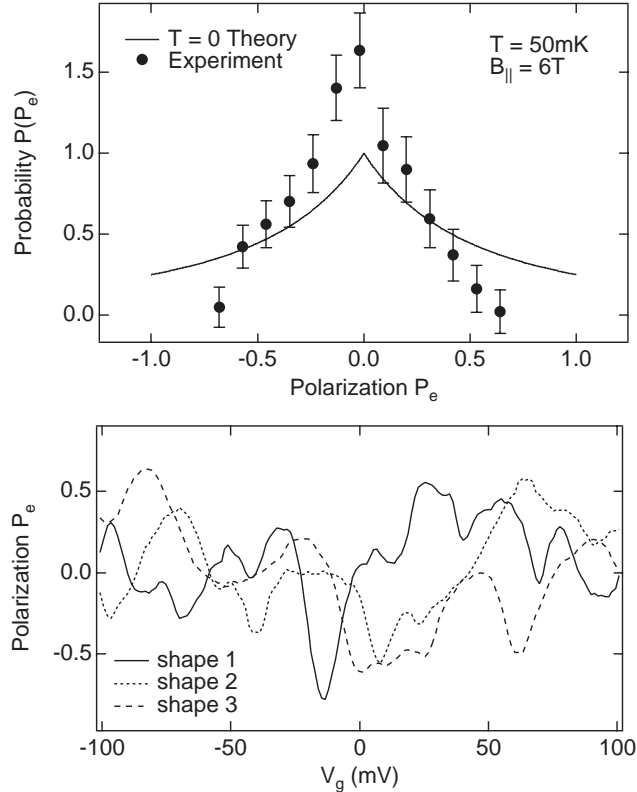 T = 0 Theory
Experiment
T = 50mK
B|| = 6T
Probability P(Pe)
1.5
1.0
0.5
0.0
-1.0 -0.5 0.0 0.5 1.0
Polarization Pe
Polarization Pe
0.5
0.0
-0.5
shape 1
shape 2
shape 3
-100 -50 0 50 100
Vg (mV)